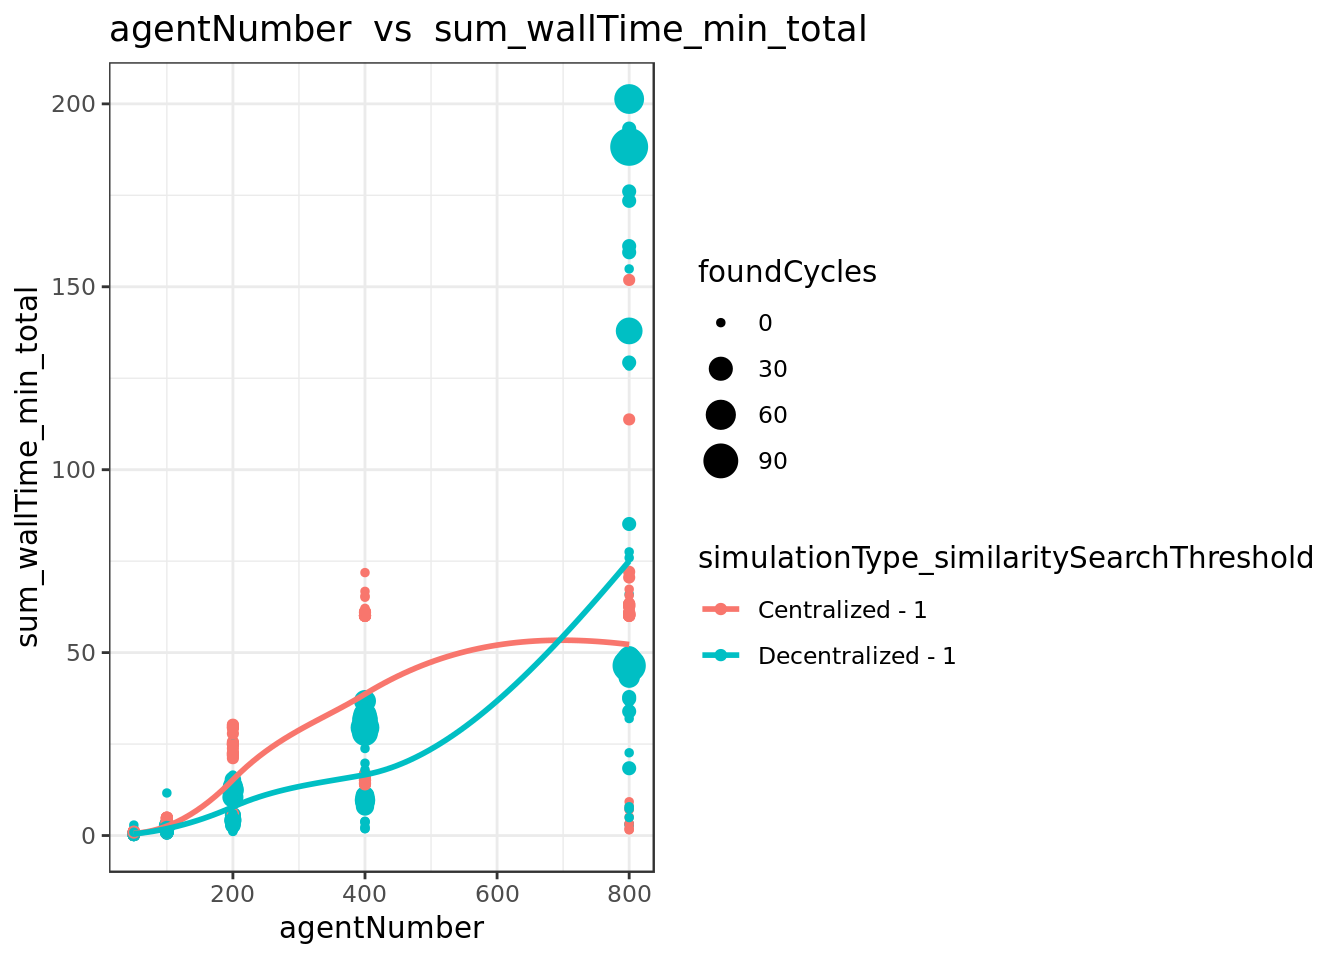 agentNumber vs sum_wallTime_min_total
sum_wallTime_min_total
200
150
100
50
0
200 400 600 800
agentNumber
foundCycles
0
30
60
90
simulationType_similaritySearchThreshold
Centralized - 1
Decentralized - 1